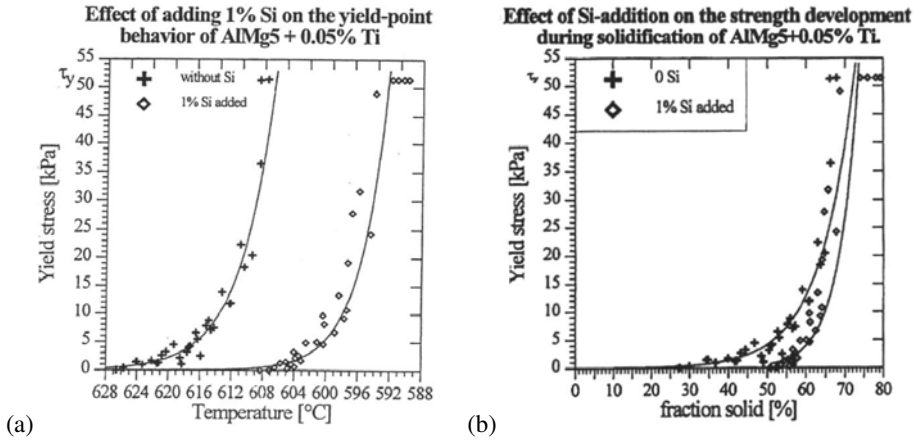 Effect of adding 1% Si on the yield-point
behavior of AlMg5 + 0.05% Ti
τy
without Si
1% Si added
55
50
45
40
35
30
25
20
15
10
5
0
Yield stress [kPa]
628 624 620 616 612 608 604 600 596 592 588
Temperature [°C]
(a)
Effect of Si-addition on the strength development
during solidification of AlMg5+0.05% Ti.
τy
0 Si
1% Si added
55
50
45
40
35
30
25
20
15
10
5
0
Yield stress [kPa]
0 10 20 30 40 50 60 70 80
fraction solid [%]
(b)